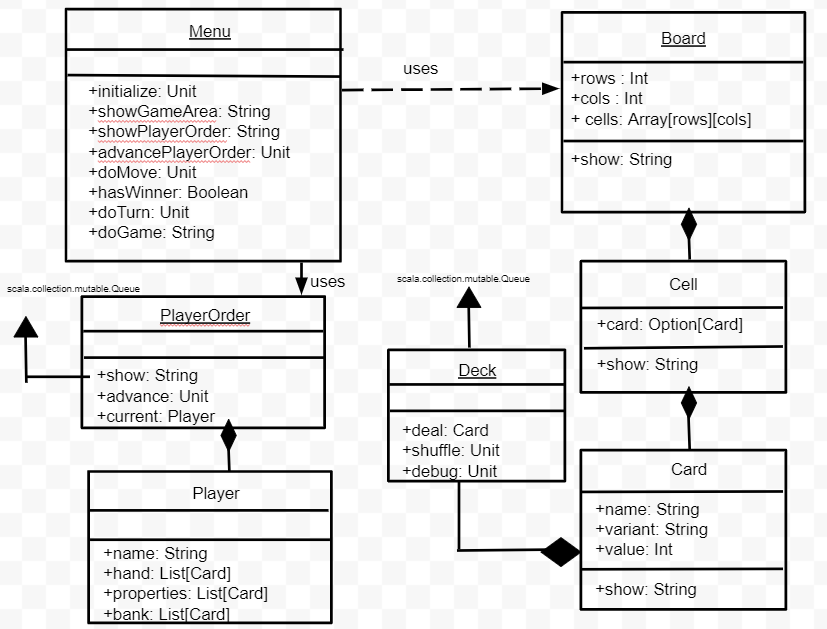 Menu
+initialize: Unit
+showGameArea: String
+showPlayerOrder: String
+advancePlayerOrder: Unit
+doMove: Unit
+hasWinner: Boolean
+doTurn: Unit
+doGame: String
uses
Board
+rows : Int
+cols : Int
+ cells: Array[rows][cols]
+show: String
uses
scala.collection.mutable.Queue
PlayerOrder
+show: String
+advance: Unit
+current: Player
Player
+name: String
+hand: List[Card]
+properties: List[Card]
+bank: List[Card]
scala.collection.mutable.Queue
Deck
+deal: Card
+shuffle: Unit
+debug: Unit
Cell
+card: Option[Card]
+show: String
Card
+name: String
+variant: String
+value: Int
+show: String